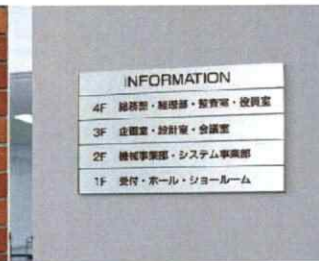 INFORMATION
4F 総務部・経理部・監査室・役員室
3F 企画室・設計室・会議室
2F 機械事業部・システム事業部
1F 受付・ホール・ショールーム